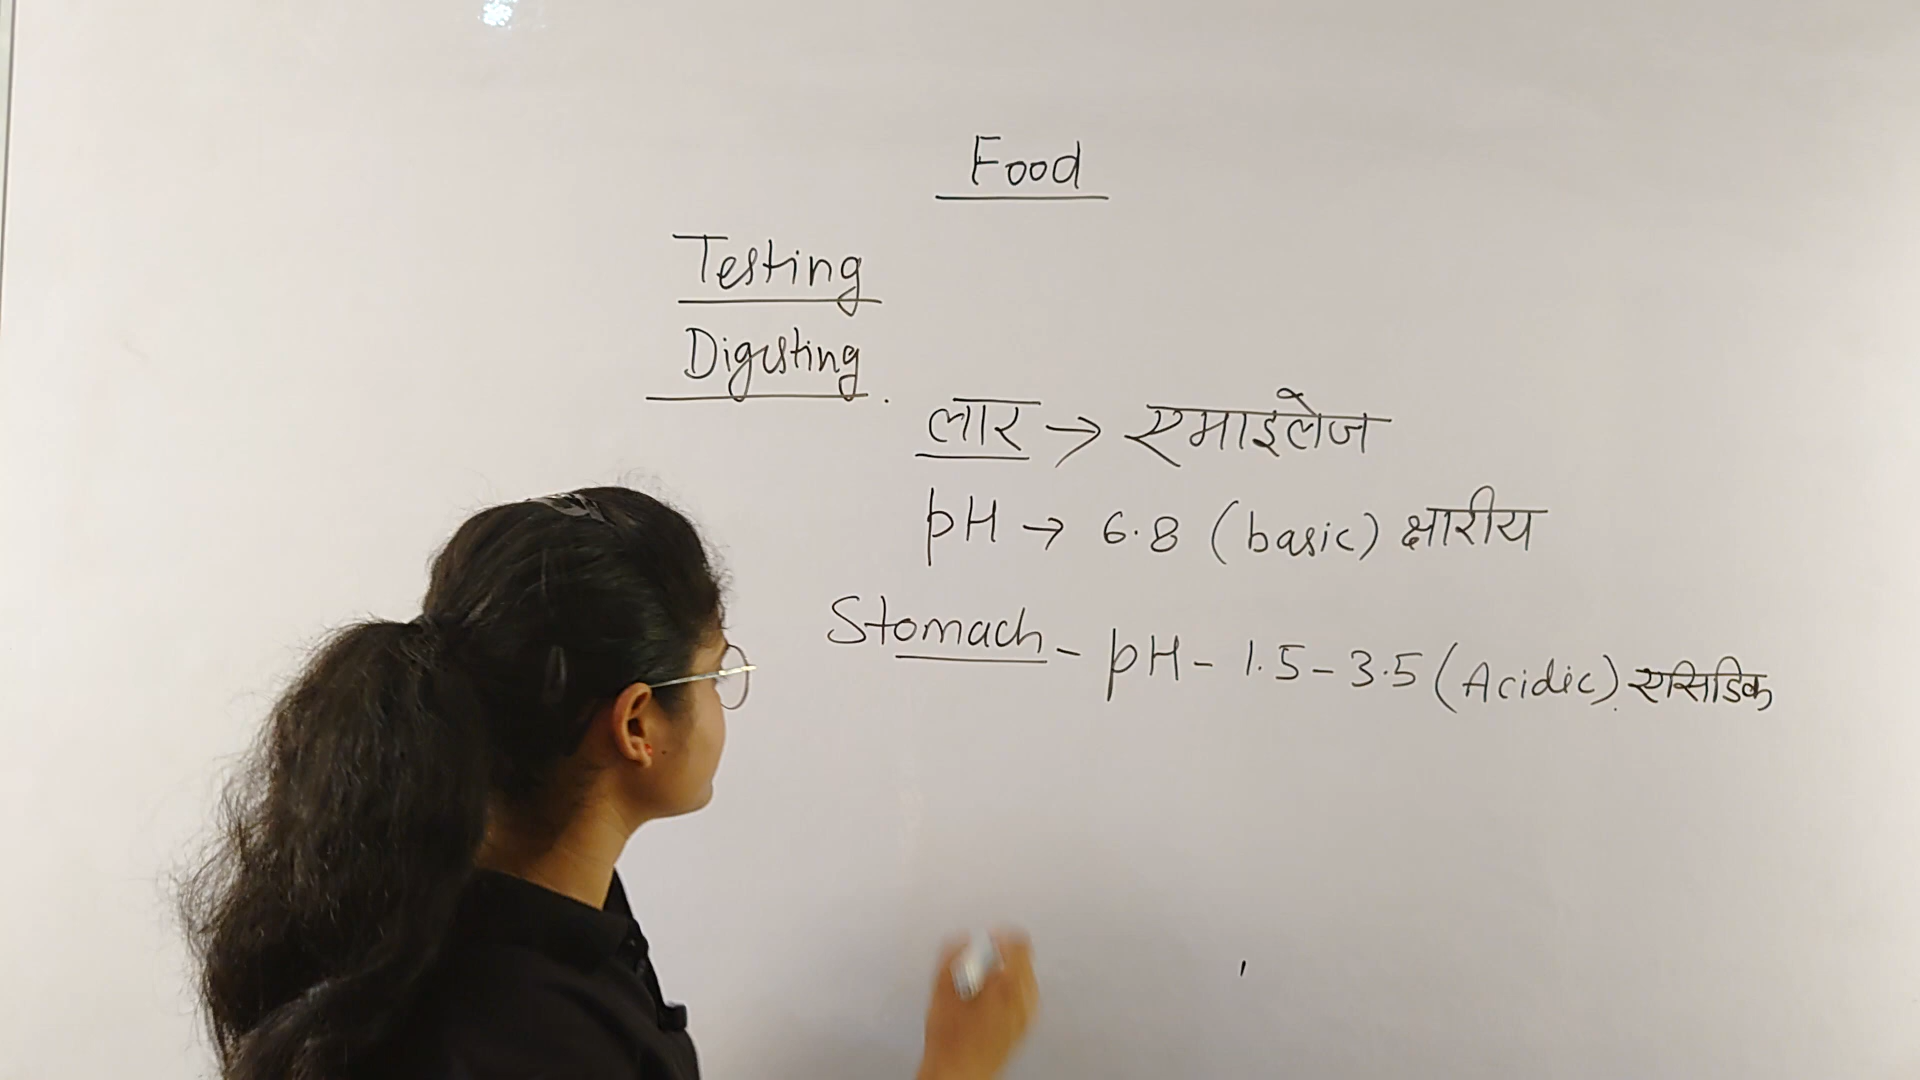 Food
Testing
Digesting.
लार → एमाइलेज
pH → 6.8 (basic) क्षारीय
Stomach - pH - 1.5 - 3.5 (Acidic). एसिडिक